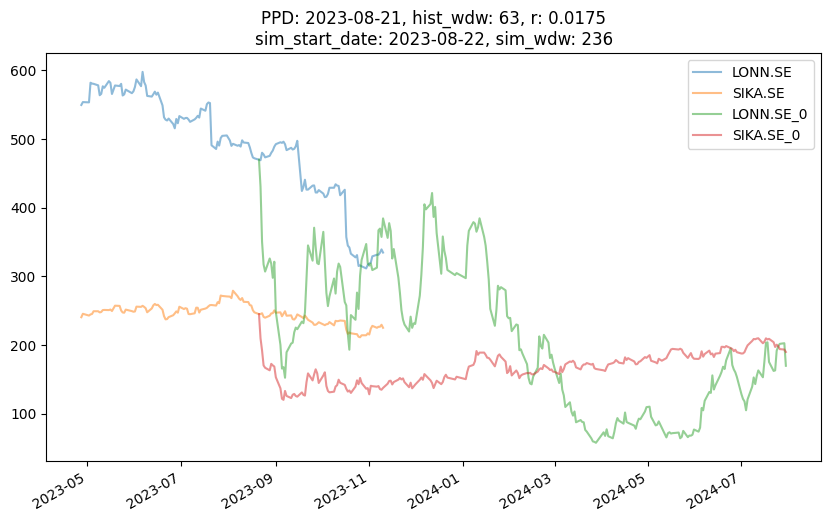 PPD: 2023-08-21, hist_wdw: 63, r: 0.0175
sim_start_date: 2023-08-22, sim_wdw: 236
LONN.SE
SIKA.SE
LONN.SE_0
SIKA.SE_0
600
500
400
300
200
100
2023-05
2023-07
2023-09
2023-11
2024-01
2024-03
2024-05
2024-07